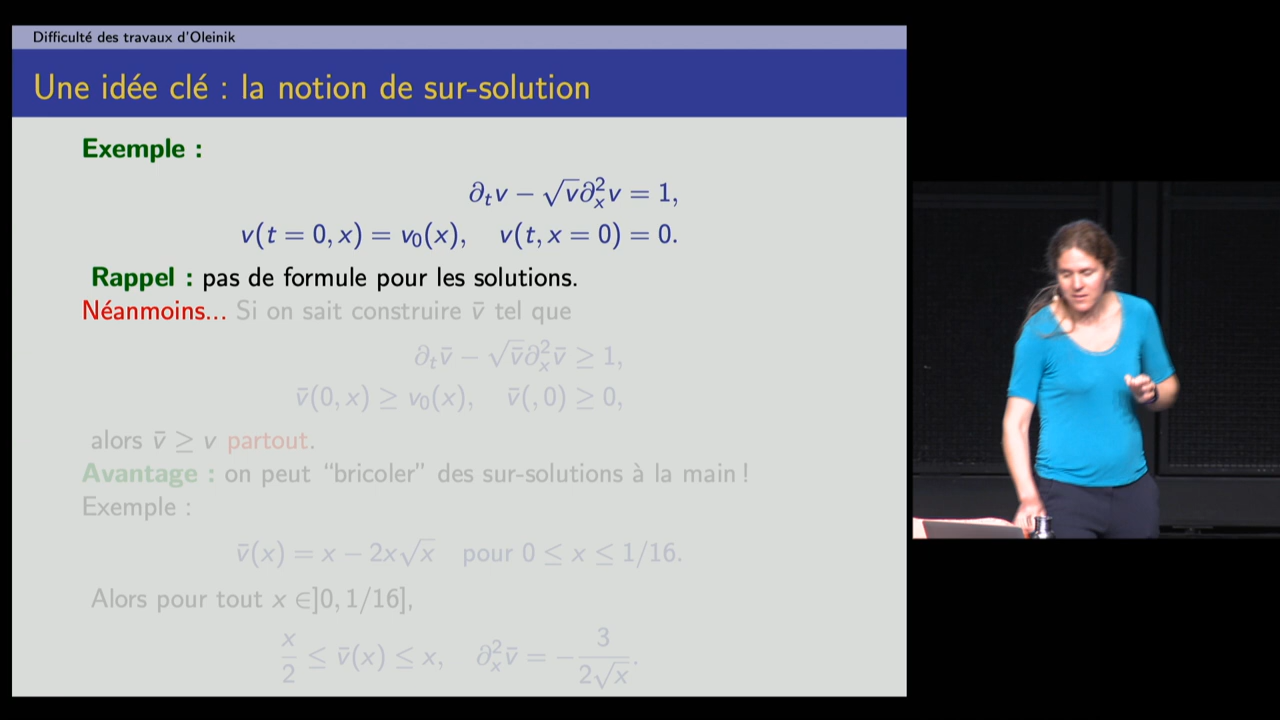 Difficulté des travaux d'Oleinik
Une idée clé : la notion de sur-solution
Exemple :
∂ₜv − √v∂ₓ²v = 1,
v(t = 0, x) = v₀(x), v(t, x = 0) = 0.
Rappel : pas de formule pour les solutions.
Néanmoins... Si on sait construire v̄ tel que
∂ₜv̄ − √v̄∂ₓ²v̄ ≥ 1,
v̄(0, x) ≥ v₀(x), v̄(, 0) ≥ 0,
alors v̄ ≥ v partout.
Avantage : on peut “bricoler” des sur-solutions à la main !
Exemple :
v̄(x) = x − 2x√x pour 0 ≤ x ≤ 1/16.
Alors pour tout x ∈]0, 1/16],
x/2 ≤ v̄(x) ≤ x, ∂ₓ²v̄ = −3/(2√x).